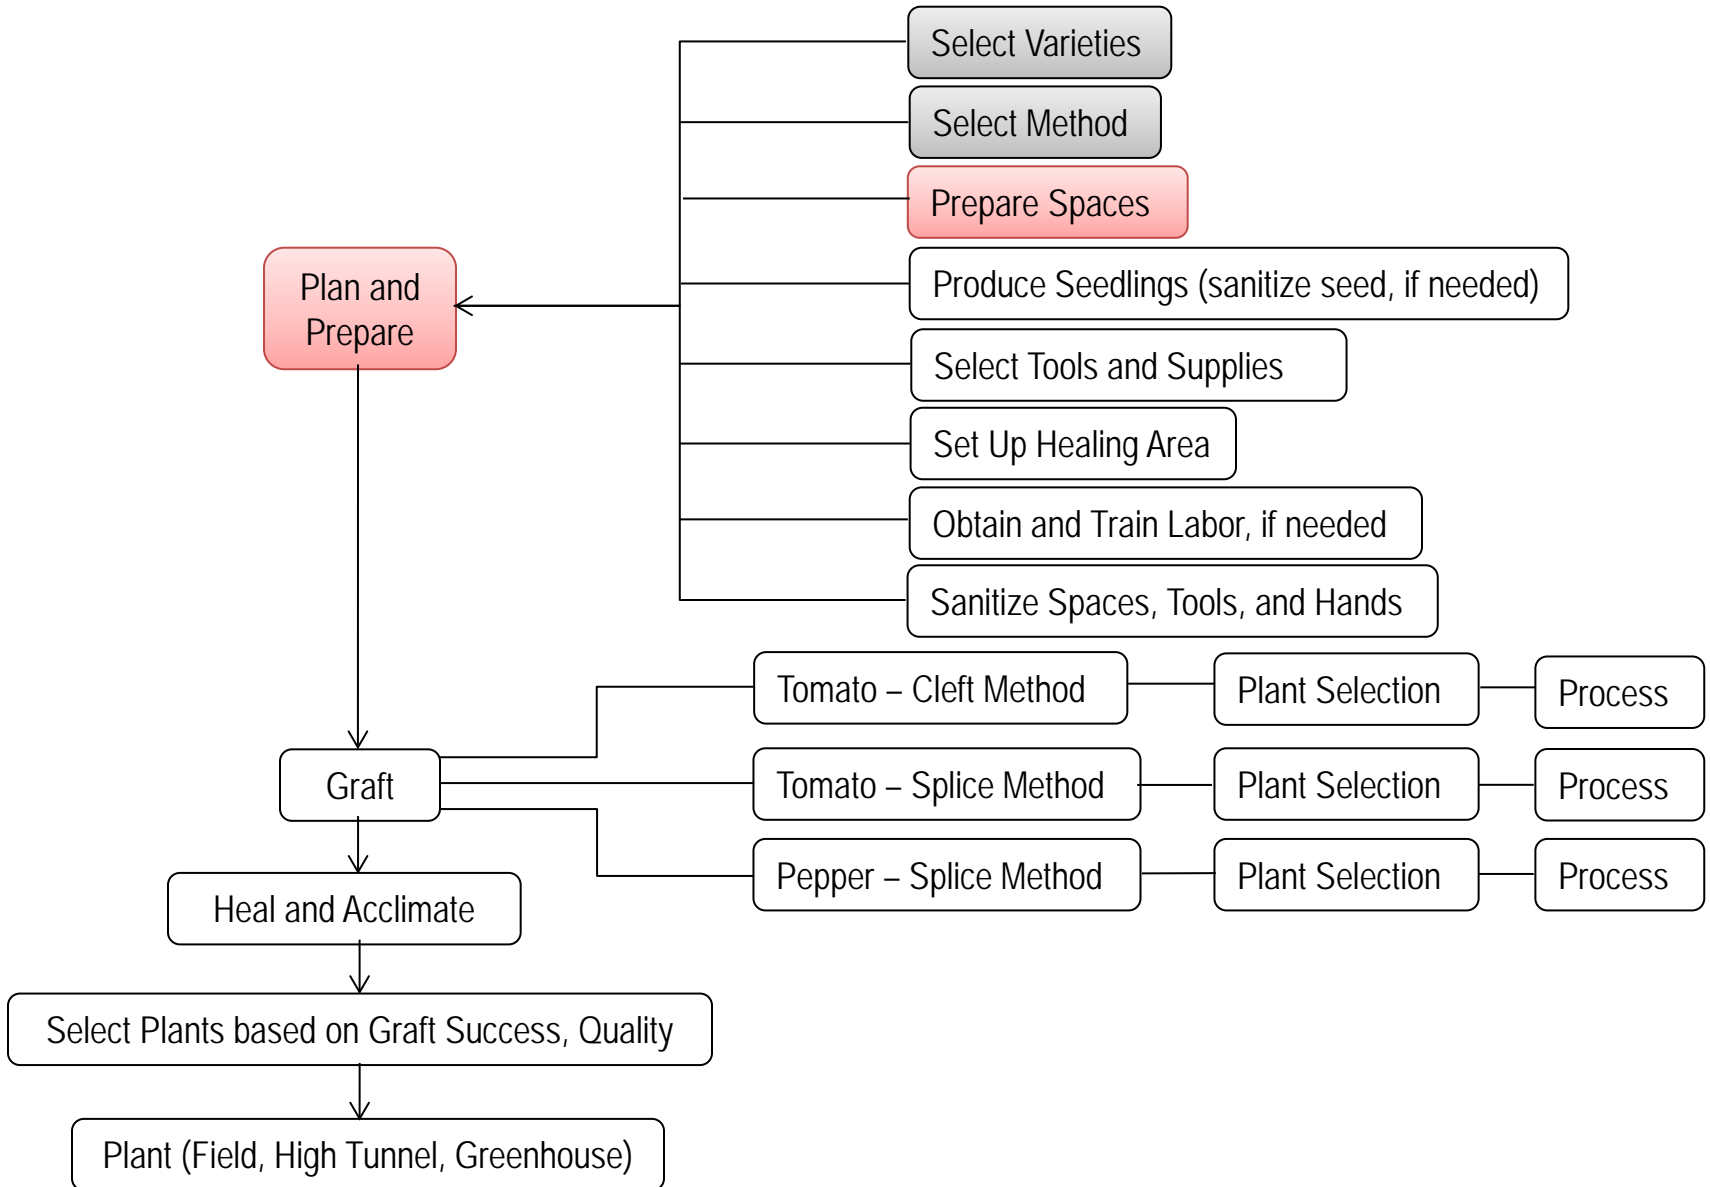 Select Varieties
Select Method
Prepare Spaces
Plan and
Prepare
Produce Seedlings (sanitize seed, if needed)
Select Tools and Supplies
Set Up Healing Area
Obtain and Train Labor, if needed
Sanitize Spaces, Tools, and Hands
Graft
Tomato – Cleft Method
Plant Selection
Process
Tomato – Splice Method
Plant Selection
Process
Pepper – Splice Method
Plant Selection
Process
Heal and Acclimate
Select Plants based on Graft Success, Quality
Plant (Field, High Tunnel, Greenhouse)